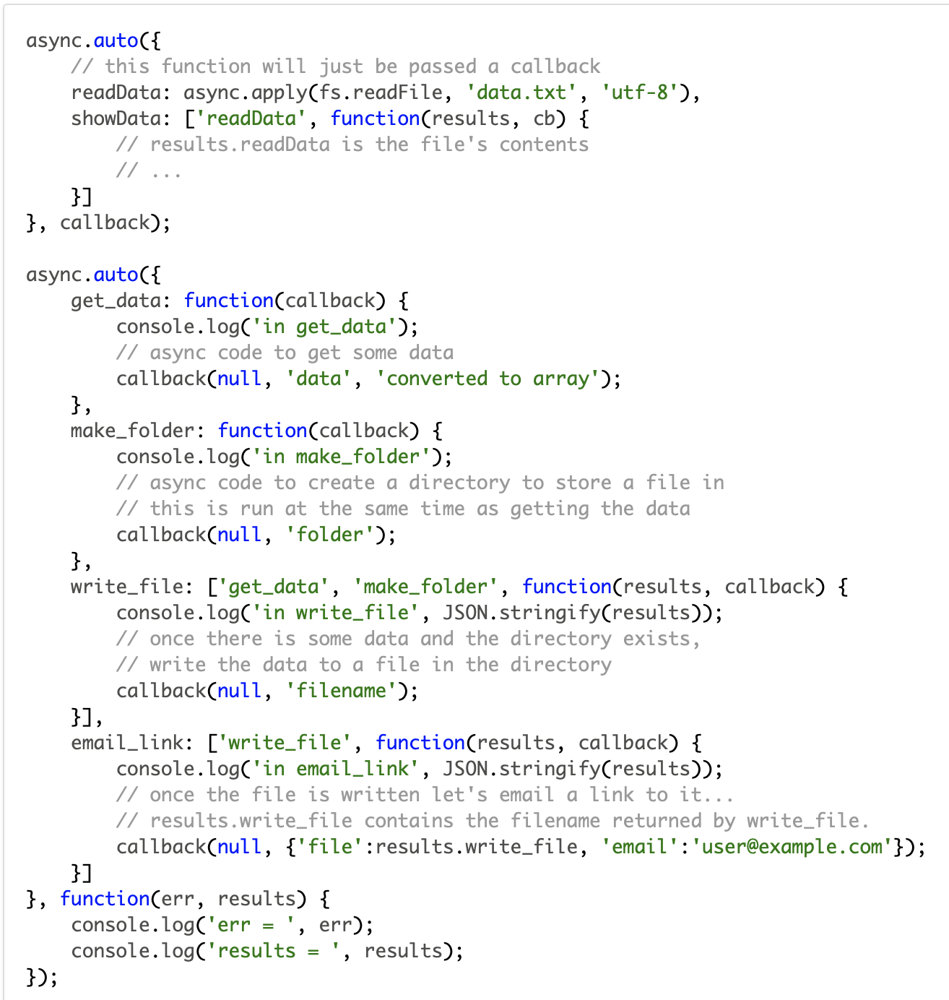 async.auto({
    // this function will just be passed a callback
    readData: async.apply(fs.readFile, 'data.txt', 'utf-8'),
    showData: ['readData', function(results, cb) {
        // results.readData is the file's contents
        // ...
    }]
}, callback);

async.auto({
    get_data: function(callback) {
        console.log('in get_data');
        // async code to get some data
        callback(null, 'data', 'converted to array');
    },
    make_folder: function(callback) {
        console.log('in make_folder');
        // async code to create a directory to store a file in
        // this is run at the same time as getting the data
        callback(null, 'folder');
    },
    write_file: ['get_data', 'make_folder', function(results, callback) {
        console.log('in write_file', JSON.stringify(results));
        // once there is some data and the directory exists,
        // write the data to a file in the directory
        callback(null, 'filename');
    }],
    email_link: ['write_file', function(results, callback) {
        console.log('in email_link', JSON.stringify(results));
        // once the file is written let's email a link to it...
        // results.write_file contains the filename returned by write_file.
        callback(null, {'file':results.write_file, 'email':'user@example.com'});
    }]
}, function(err, results) {
    console.log('err = ', err);
    console.log('results = ', results);
});